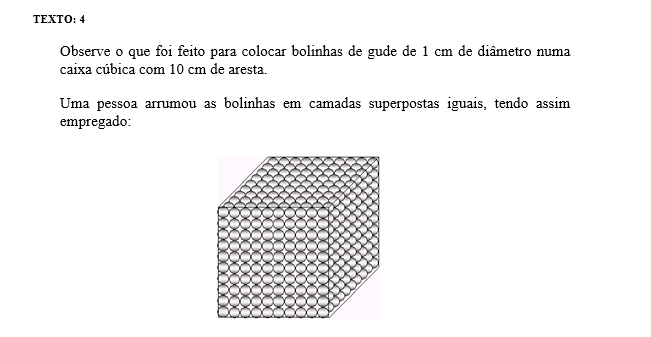 TEXTO: 4
Observe o que foi feito para colocar bolinhas de gude de 1 cm de diâmetro numa
caixa cúbica com 10 cm de aresta.
Uma pessoa arrumou as bolinhas em camadas superpostas iguais, tendo assim
empregado: